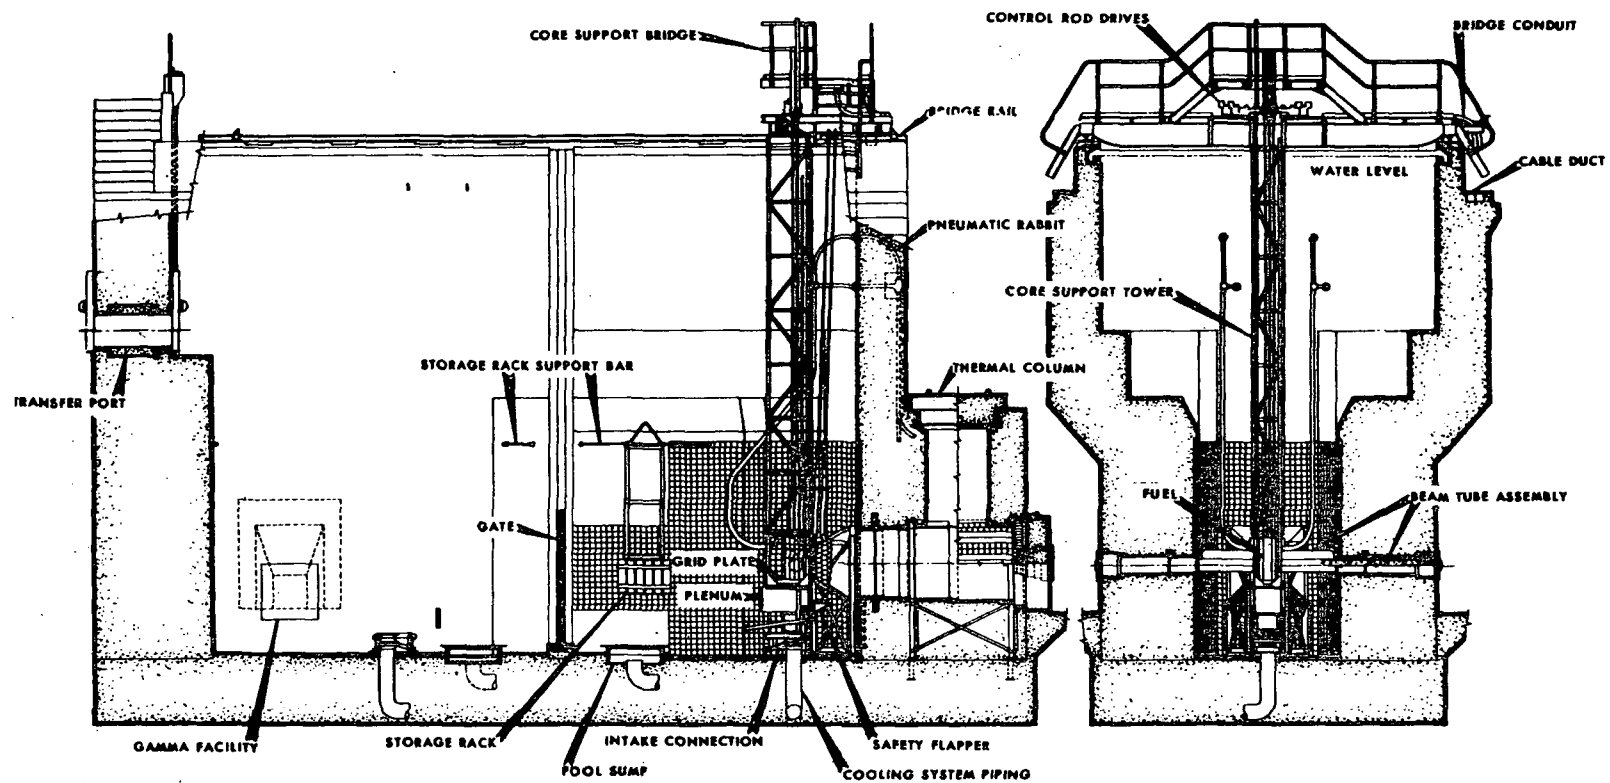 CORE SUPPORT BRIDGE
CONTROL ROD DRIVES
BRIDGE CONDUIT
BRIDGE RAIL
CABLE DUCT
WATER LEVEL
PNEUMATIC RABBIT
CORE SUPPORT TOWER
STORAGE RACK SUPPORT BAR
THERMAL COLUMN
TRANSFER PORT
FUEL
BEAM TUBE ASSEMBLY
GATE
GRID PLATE
PLENUM
GAMMA FACILITY
STORAGE RACK
INTAKE CONNECTION
SAFETY FLAPPER
POOL SUMP
COOLING SYSTEM PIPING